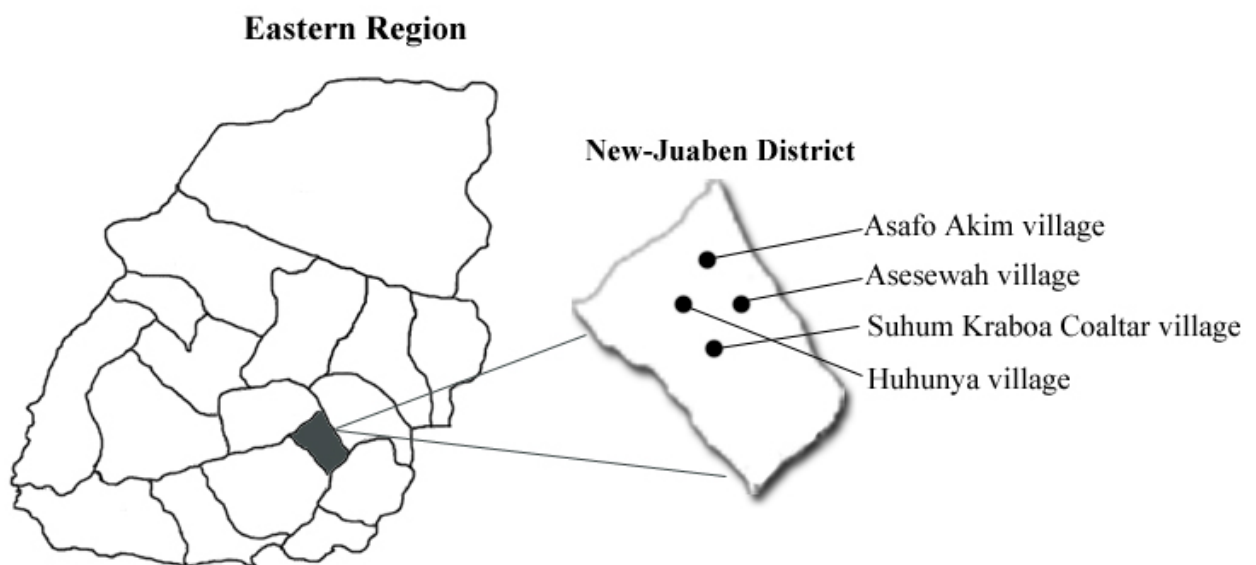 Eastern Region
New-Juaben District
Asafo Akim village
Asesewah village
Suhum Kraboa Coaltar village
Huhunya village